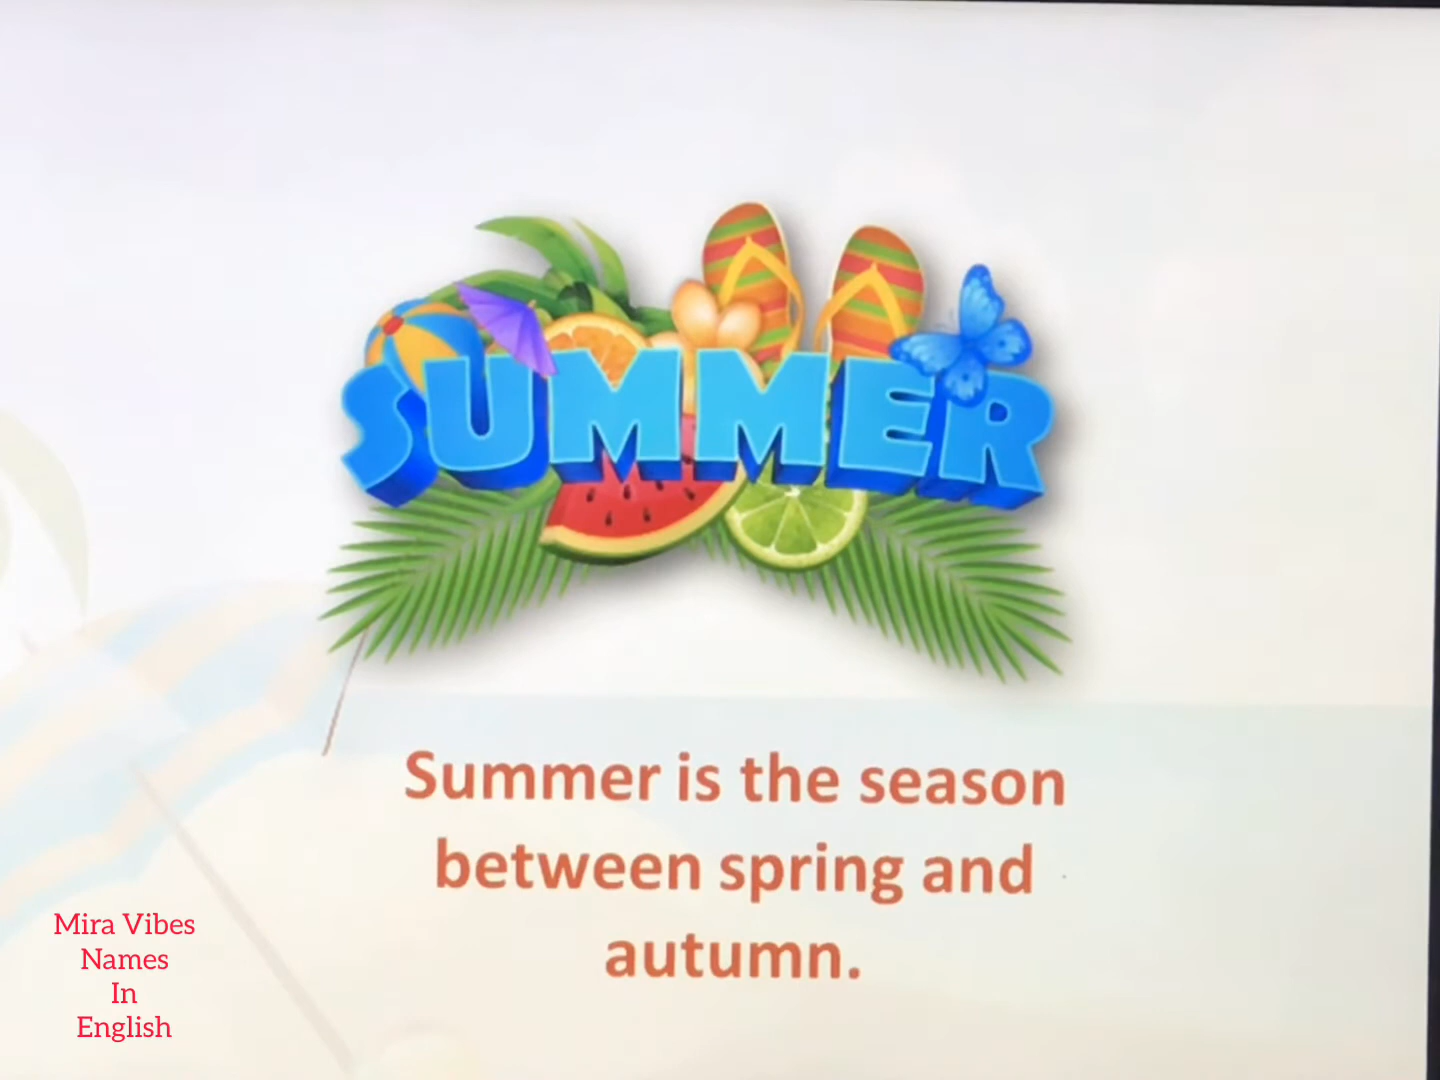 SUMMER
Summer is the season
between spring and
autumn.
Mira Vibes
Names
In
English